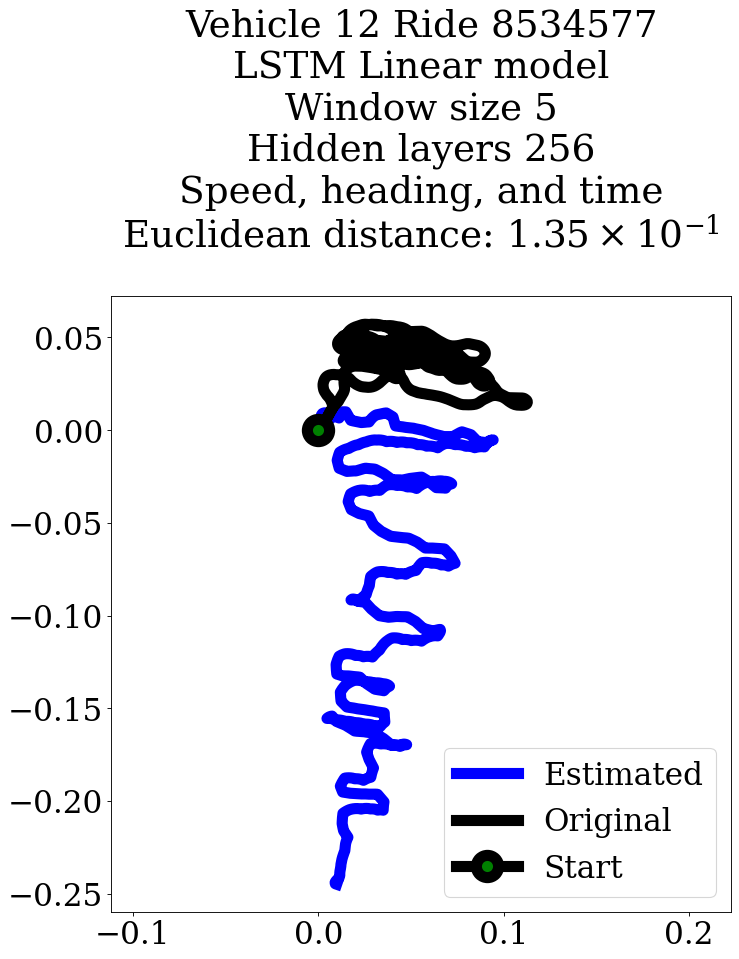 Vehicle 12 Ride 8534577
LSTM Linear model
Window size 5
Hidden layers 256
Speed, heading, and time
Euclidean distance: 1.35 × 10⁻¹
0.05
0.00
−0.05
−0.10
−0.15
−0.20
−0.25
Estimated
Original
Start
−0.1 0.0 0.1 0.2